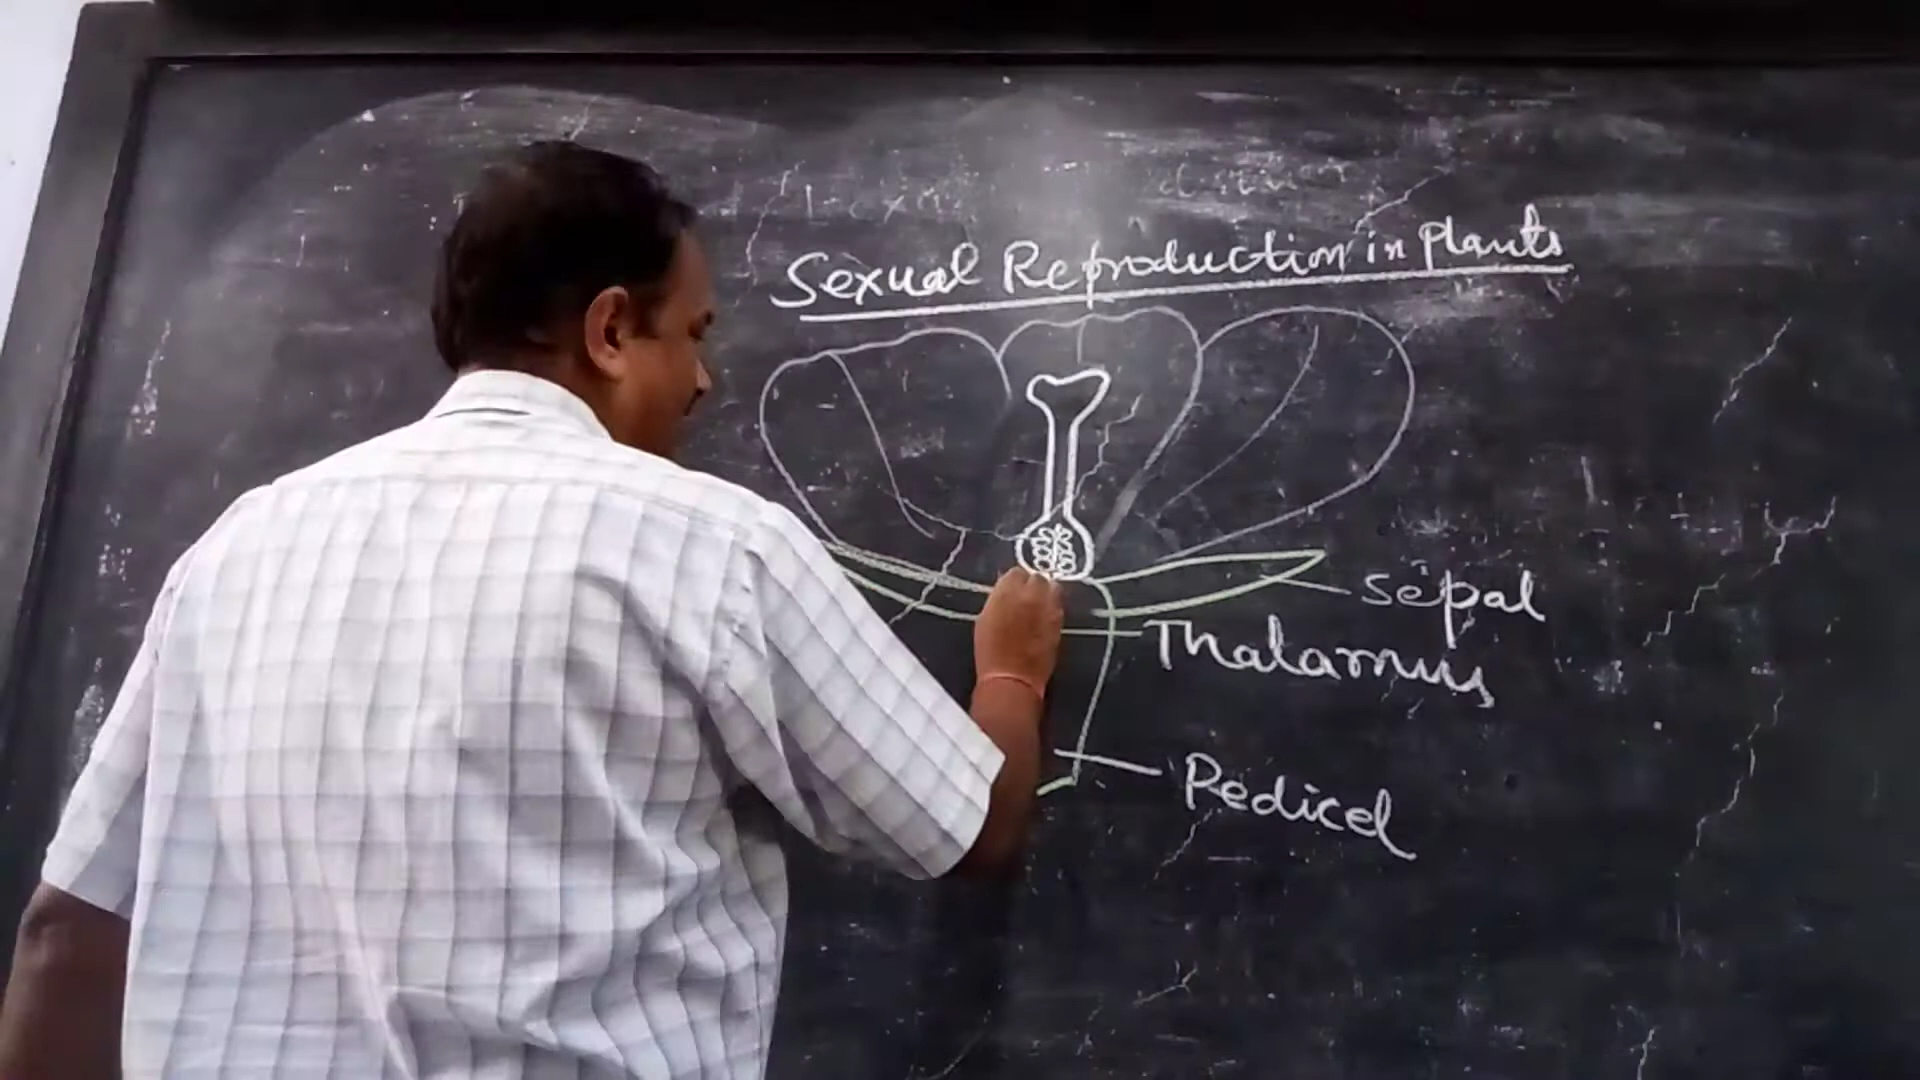 Sexual Reproduction in Plants
Sepal
Thalamus
Pedicel